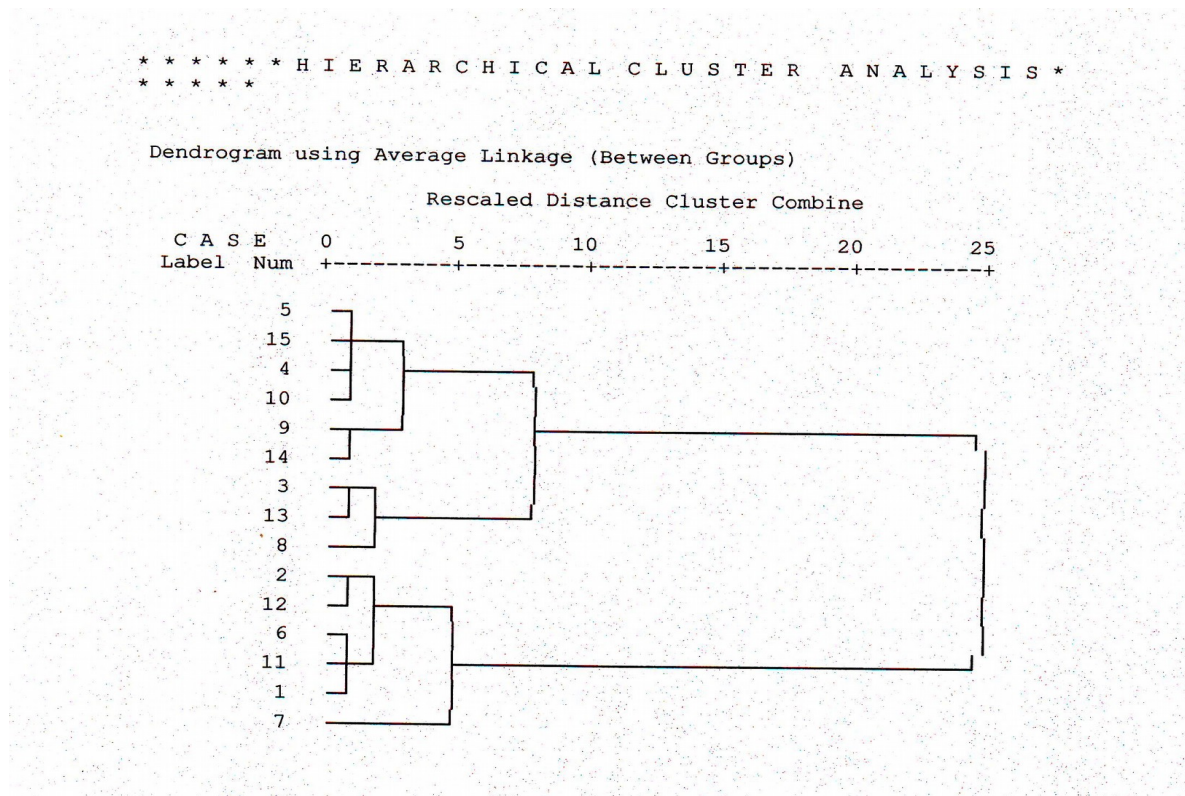 * * * * * * H I E R A R C H I C A L  C L U S T E R   A N A L Y S I S *
* * * * *
Dendrogram using Average Linkage (Between Groups)
Rescaled Distance Cluster Combine
C A S E    0         5        10        15        20        25
Label  Num  +---------+---------+---------+---------+---------+
5
15
4
10
9
14
3
13
8
2
12
6
11
1
7